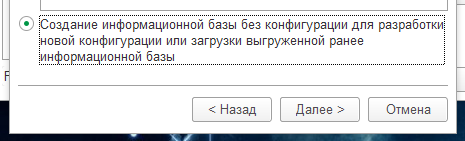 Создание информационной базы без конфигурации для разработки
новой конфигурации или загрузки выгруженной ранее
информационной базы
< Назад
Далее >
Отмена